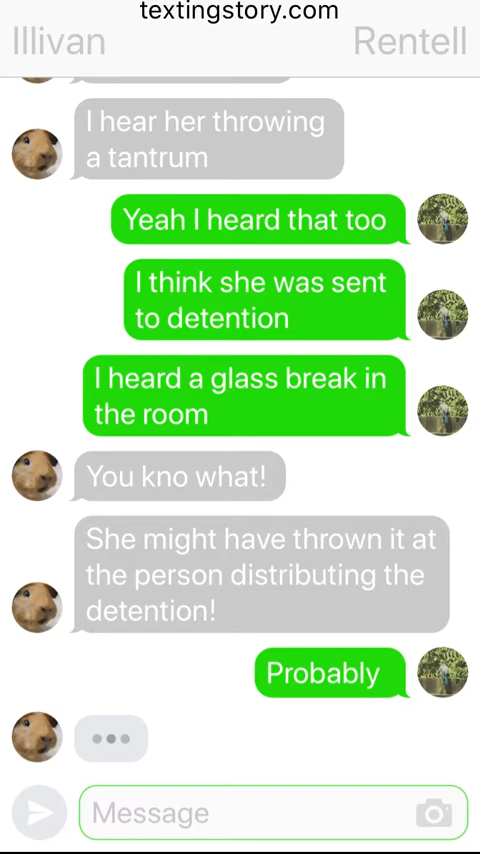 textingstory.com
Illivan
Rentell
I hear her throwing
a tantrum
Yeah I heard that too
I think she was sent
to detention
I heard a glass break in
the room
You kno what!
She might have thrown it at
the person distributing the
detention!
Probably
Message